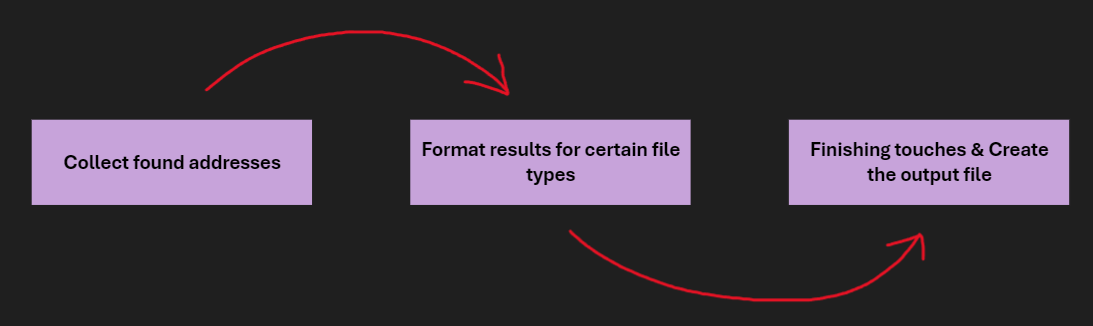 Collect found addresses
Format results for certain file
types
Finishing touches & Create
the output file